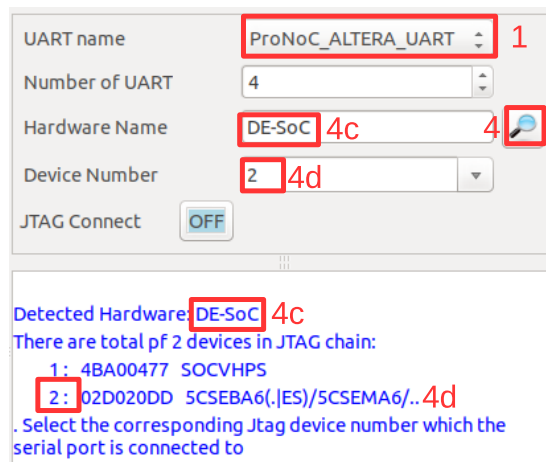 UART name ProNoC_ALTERA_UART 1
Number of UART 4
Hardware Name DE-SoC 4c 4
Device Number 2 4d
JTAG Connect OFF
Detected Hardware: DE-SoC 4c
There are total pf 2 devices in JTAG chain:
1: 4BA00477 SOCVHPS
2: 02D020DD 5CSEBA6(.|ES)/5CSEMA6/.. 4d
. Select the corresponding Jtag device number which the
serial port is connected to